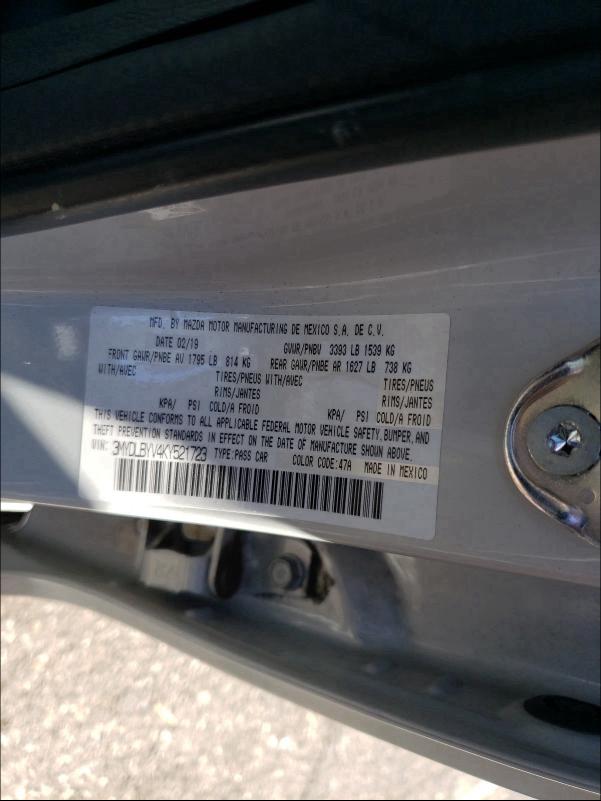 MFD. BY MAZDA MOTOR MANUFACTURING DE MEXICO S.A. DE C.V.
DATE 02/19 GVWR/PNBV 3393 LB 1539 KG
FRONT GAWR/PNBE AV 1795 LB 814 KG REAR GAWR/PNBE AR 1627 LB 738 KG
WITH/AVEC TIRES/PNEUS WITH/AVEC TIRES/PNEUS
RIMS/JANTES RIMS/JANTES
KPA/ PSI COLD/A FROID KPA/ PSI COLD/A FROID
THIS VEHICLE CONFORMS TO ALL APPLICABLE FEDERAL MOTOR VEHICLE SAFETY, BUMPER, AND
THEFT PREVENTION STANDARDS IN EFFECT ON THE DATE OF MANUFACTURE SHOWN ABOVE.
VIN: 3MYDLBYV4KY521723 TYPE: PASS CAR COLOR CODE: 47A MADE IN MEXICO